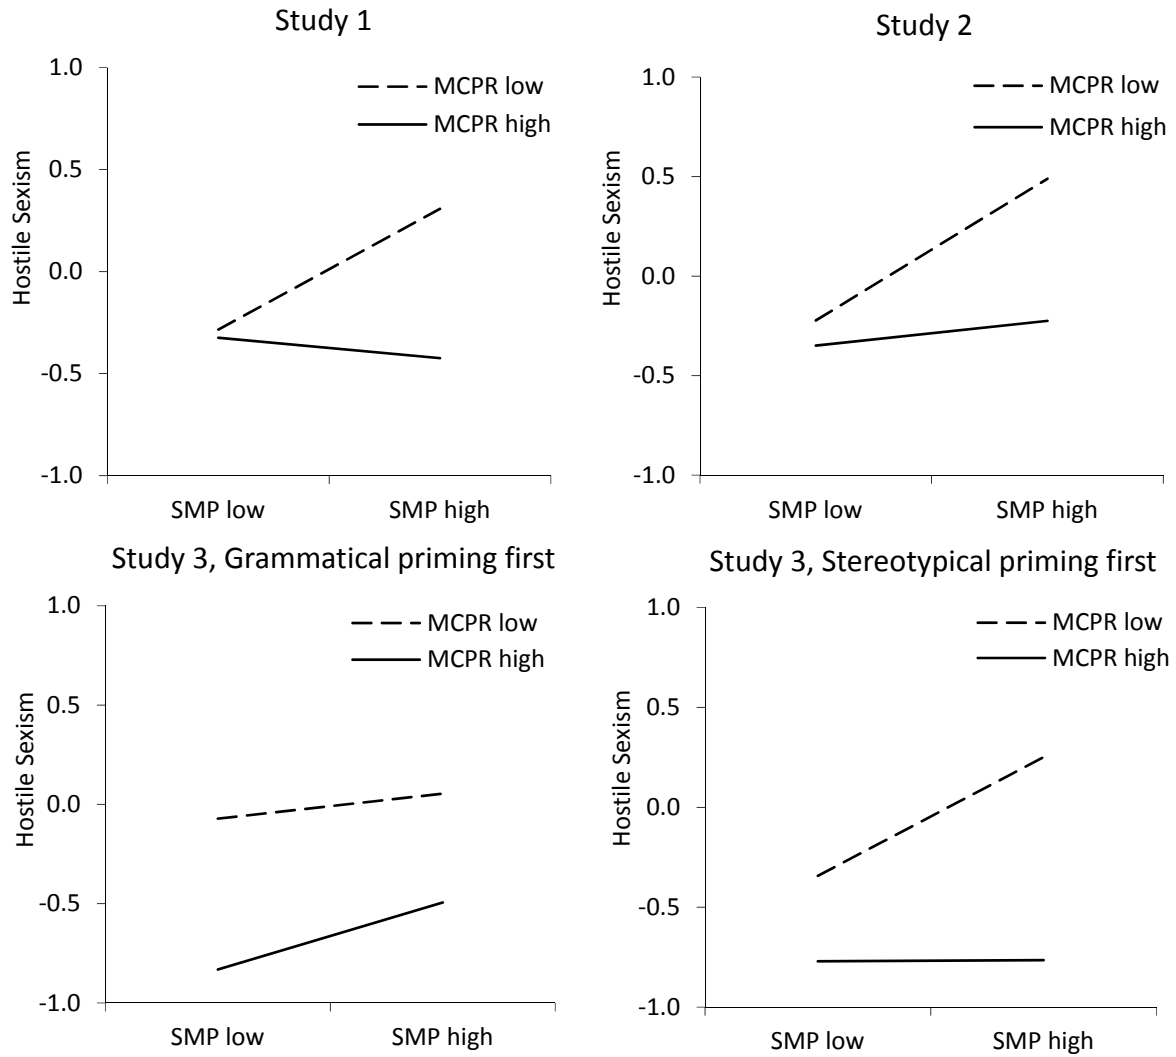 Study 1
1.0
0.5
0.0
-0.5
-1.0
Hostile Sexism
MCPR low
MCPR high
SMP low
SMP high
Study 2
1.0
0.5
0.0
-0.5
-1.0
Hostile Sexism
MCPR low
MCPR high
SMP low
SMP high
Study 3, Grammatical priming first
1.0
0.5
0.0
-0.5
-1.0
Hostile Sexism
MCPR low
MCPR high
SMP low
SMP high
Study 3, Stereotypical priming first
1.0
0.5
0.0
-0.5
-1.0
Hostile Sexism
MCPR low
MCPR high
SMP low
SMP high